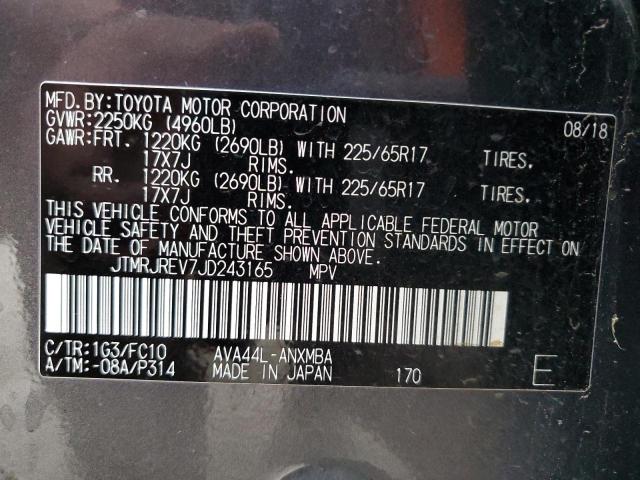 MFD.BY:TOYOTA MOTOR CORPORATION 08/18
GVWR:2250KG (4960LB)
GAWR:FRT. 1220KG (2690LB) WITH 225/65R17 TIRES.
17X7J RIMS.
RR. 1220KG (2690LB) WITH 225/65R17 TIRES.
17X7J RIMS.
THIS VEHICLE CONFORMS TO ALL APPLICABLE FEDERAL MOTOR
VEHICLE SAFETY AND THEFT PREVENTION STANDARDS IN EFFECT ON
THE DATE OF MANUFACTURE SHOWN ABOVE.
JTMRJREV7JD243165 MPV
C/TR:1G3/FC10 AVA44L-ANXMBA
A/TM:-08A/P314 MADE IN JAPAN 170 E